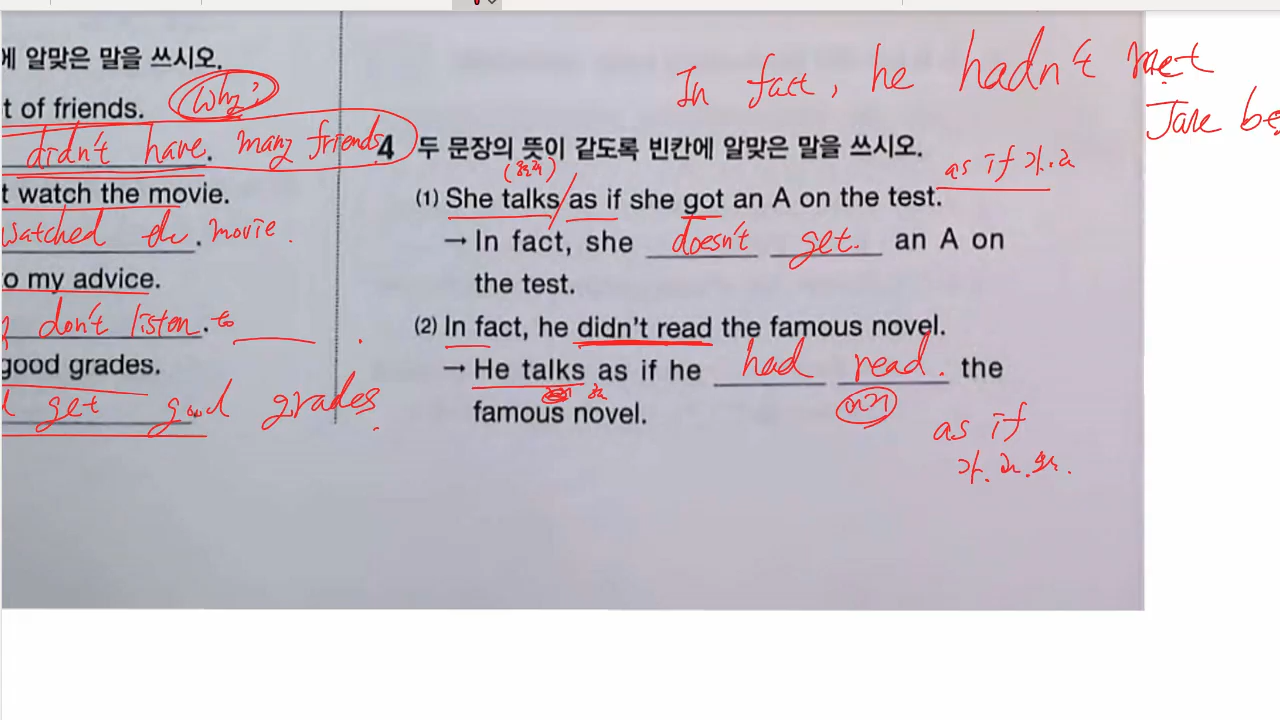 In fact, he hadn't met
Jane be
에 알맞은 말을 쓰시오.
t of friends. why?
didn't have. many friends
t watch the movie.
watched the. movie.
o my advice.
don't listen. to
good grades.
get good grades.
4 두 문장의 뜻이 같도록 빈칸에 알맞은 말을 쓰시오.
as if 가.과
(1) She talks/as if she got an A on the test.
→ In fact, she doesn't get. an A on
the test.
(2) In fact, he didn't read the famous novel.
→ He talks as if he had read. the
famous novel.
as if
가.과.완.